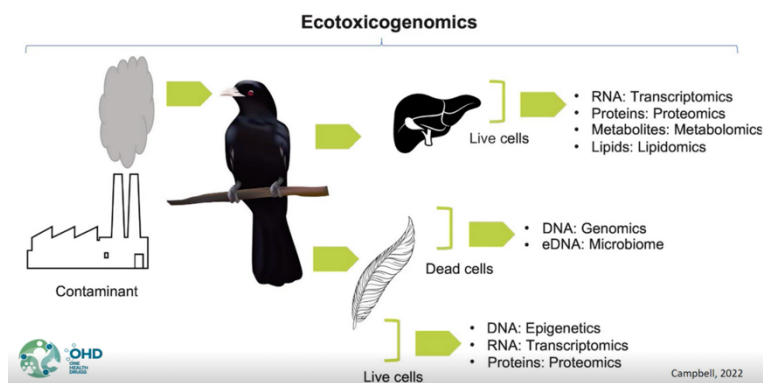 Ecotoxicogenomics
Contaminant
Live cells
• RNA: Transcriptomics
• Proteins: Proteomics
• Metabolites: Metabolomics
• Lipids: Lipidomics
Dead cells
• DNA: Genomics
• eDNA: Microbiome
Live cells
• DNA: Epigenetics
• RNA: Transcriptomics
• Proteins: Proteomics
OHD
ONE
HEALTH
DRUGS
Campbell, 2022